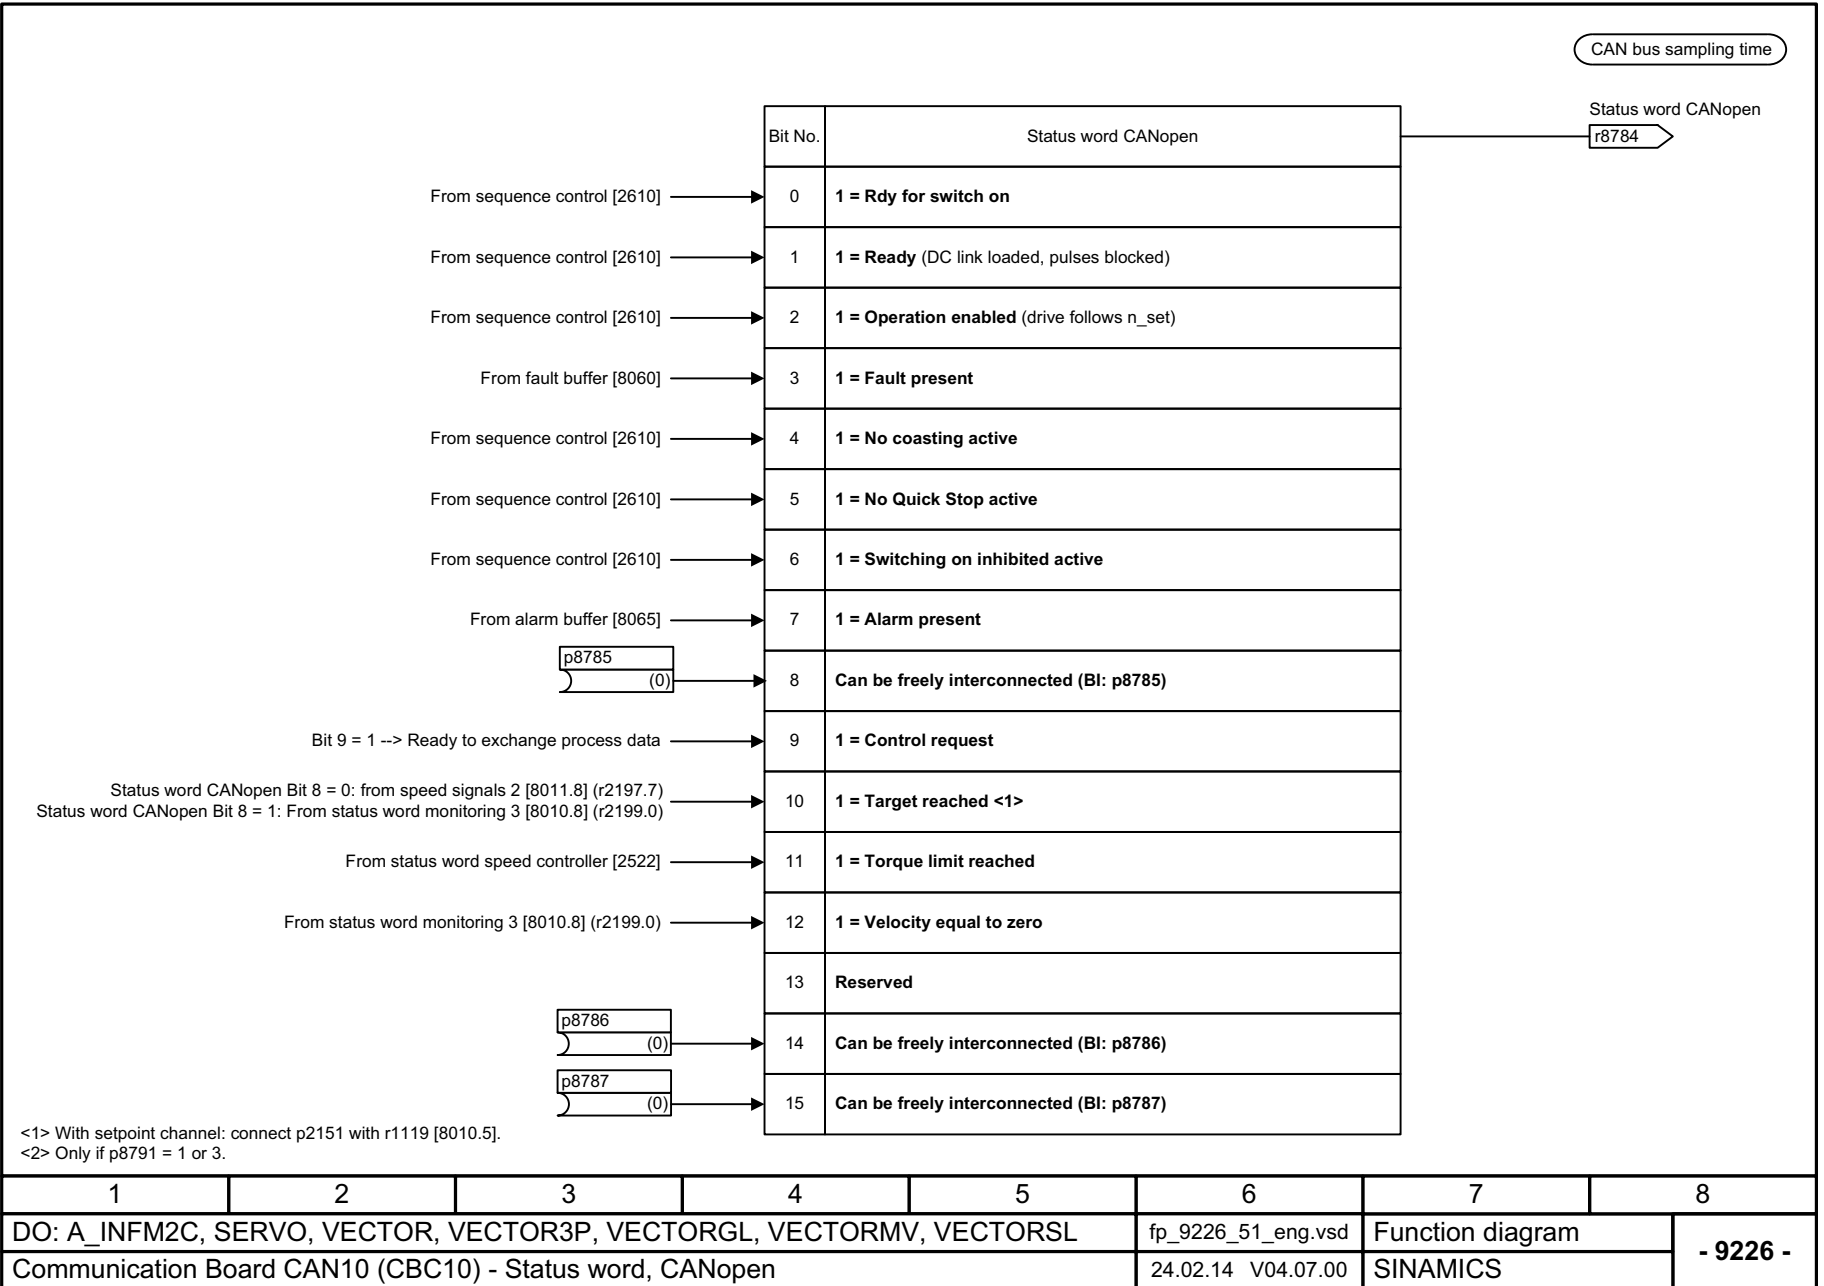 CAN bus sampling time
Status word CANopen
r8784
Bit No. Status word CANopen
From sequence control [2610] 0 1 = Rdy for switch on
From sequence control [2610] 1 1 = Ready (DC link loaded, pulses blocked)
From sequence control [2610] 2 1 = Operation enabled (drive follows n_set)
From fault buffer [8060] 3 1 = Fault present
From sequence control [2610] 4 1 = No coasting active
From sequence control [2610] 5 1 = No Quick Stop active
From sequence control [2610] 6 1 = Switching on inhibited active
From alarm buffer [8065] 7 1 = Alarm present
p8785
(0) 8 Can be freely interconnected (BI: p8785)
Bit 9 = 1 --> Ready to exchange process data 9 1 = Control request
Status word CANopen Bit 8 = 0: from speed signals 2 [8011.8] (r2197.7)
Status word CANopen Bit 8 = 1: From status word monitoring 3 [8010.8] (r2199.0)
10 1 = Target reached <1>
From status word speed controller [2522] 11 1 = Torque limit reached
From status word monitoring 3 [8010.8] (r2199.0) 12 1 = Velocity equal to zero
13 Reserved
p8786
(0) 14 Can be freely interconnected (BI: p8786)
p8787
(0) 15 Can be freely interconnected (BI: p8787)
<1> With setpoint channel: connect p2151 with r1119 [8010.5].
<2> Only if p8791 = 1 or 3.
1 2 3 4 5 6 7 8
DO: A_INFM2C, SERVO, VECTOR, VECTOR3P, VECTORGL, VECTORMV, VECTORSL fp_9226_51_eng.vsd Function diagram
- 9226 -
Communication Board CAN10 (CBC10) - Status word, CANopen 24.02.14 V04.07.00 SINAMICS